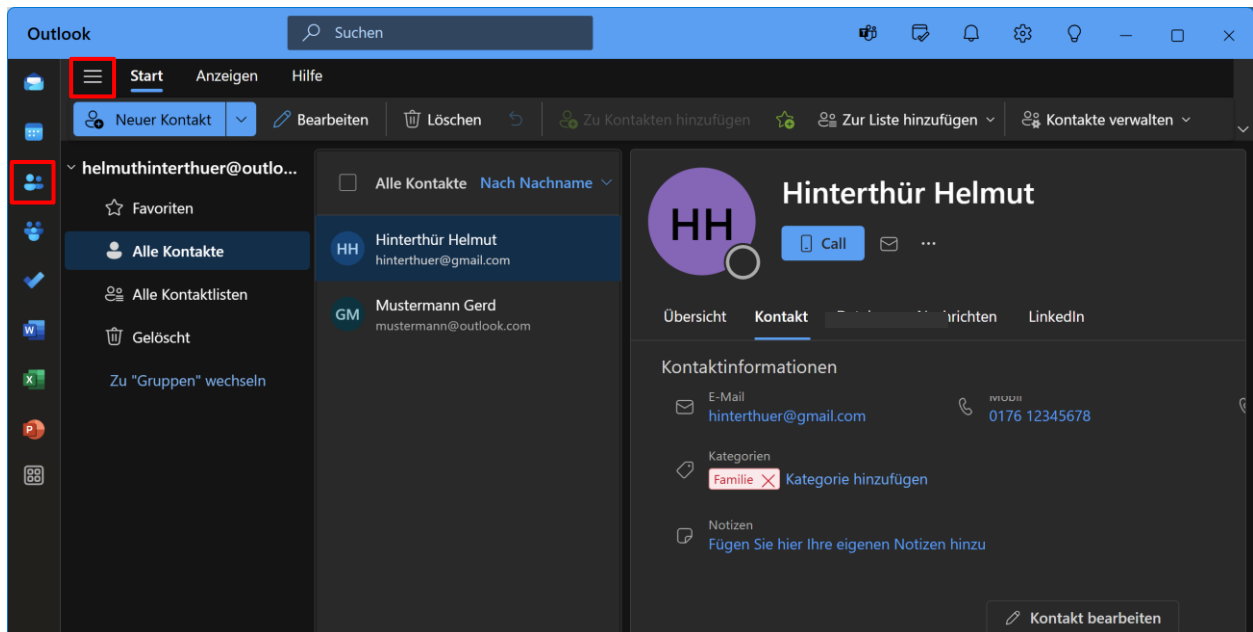 Outlook
Suchen
Start Anzeigen Hilfe
Neuer Kontakt Bearbeiten Löschen Zu Kontakten hinzufügen Zur Liste hinzufügen Kontakte verwalten
helmuthinterthuer@outlo...
Favoriten
Alle Kontakte
Alle Kontaktlisten
Gelöscht
Zu "Gruppen" wechseln
Alle Kontakte Nach Nachname
HH
Hinterthür Helmut
hinterthuer@gmail.com
GM
Mustermann Gerd
mustermann@outlook.com
HH
Hinterthür Helmut
Call
Übersicht Kontakt LinkedIn
Kontaktinformationen
E-Mail
hinterthuer@gmail.com
Mobil
0176 12345678
Kategorien
Familie Kategorie hinzufügen
Notizen
Fügen Sie hier Ihre eigenen Notizen hinzu
Kontakt bearbeiten
W
X
P